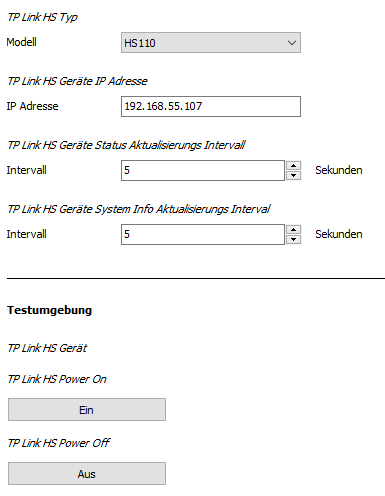 TP Link HS Typ
Modell HS110
TP Link HS Geräte IP Adresse
IP Adresse 192.168.55.107
TP Link HS Geräte Status Aktualisierungs Intervall
Intervall 5 Sekunden
TP Link HS Geräte System Info Aktualisierungs Interval
Intervall 5 Sekunden
Testumgebung
TP Link HS Gerät
TP Link HS Power On
Ein
TP Link HS Power Off
Aus